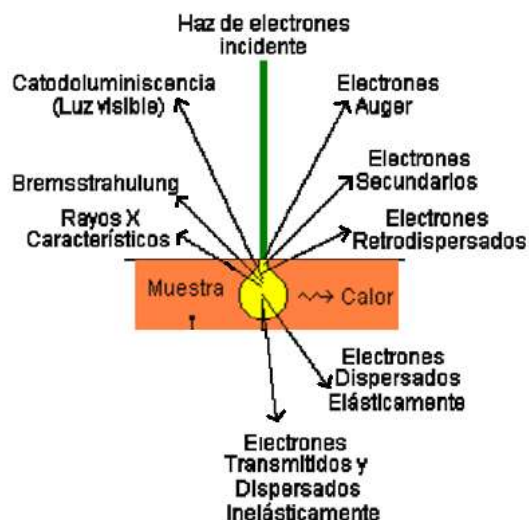 Haz de electrones
incidente
Catodoluminiscencia
(Luz visible)
Electrones
Auger
Bremsstrahulung
Electrones
Secundarios
Rayos X
Característicos
Electrones
Retrodispersados
Muestra
Calor
Electrones
Dispersados
Elásticamente
Electrones
Transmitidos y
Dispersados
Inelásticamente